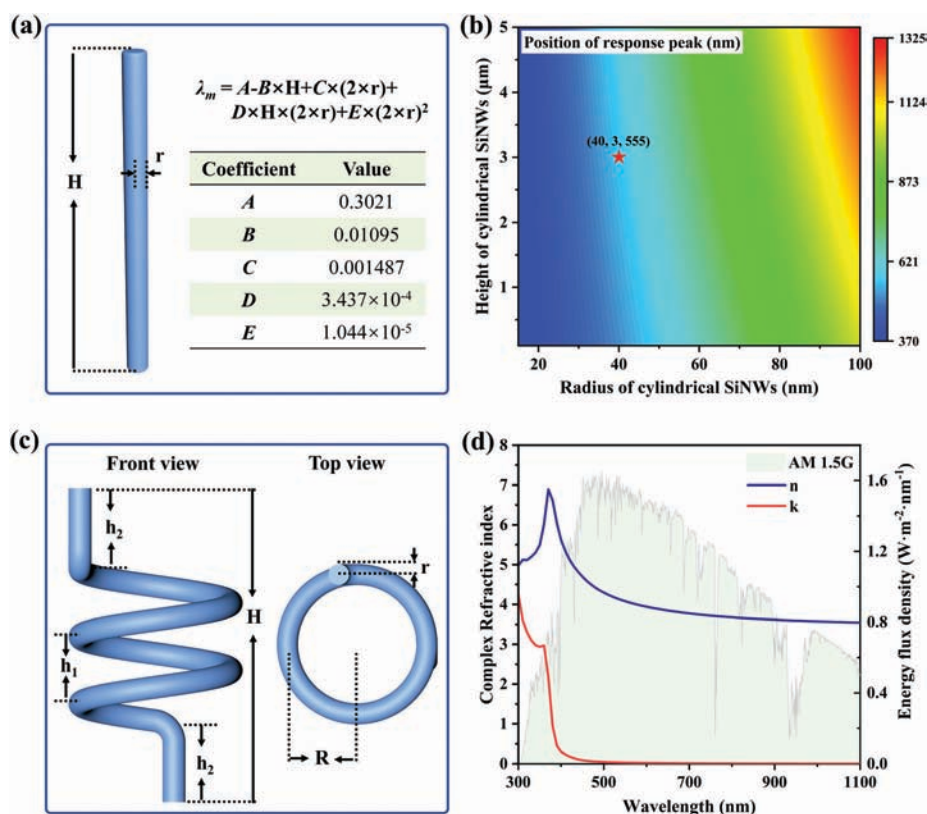 (a)
λm = A-B×H+C×(2×r)+
D×H×(2×r)+E×(2×r)²
H
r
Coefficient Value
A 0.3021
B 0.01095
C 0.001487
D 3.437×10⁻⁴
E 1.044×10⁻⁵
(b)
Position of response peak (nm)
(40, 3, 555)
Height of cylindrical SiNWs (μm)
5
4
3
2
1
20 40 60 80 100
Radius of cylindrical SiNWs (nm)
1325
1124
873
621
370
(c)
Front view Top view
h₂
H
h₁
h₂
r
R
(d)
AM 1.5G
n
k
Complex Refractive index
8
7
6
5
4
3
2
1
0
Energy flux density (W·m⁻²·nm⁻¹)
1.6
1.2
0.8
0.4
0.0
300 500 700 900 1100
Wavelength (nm)